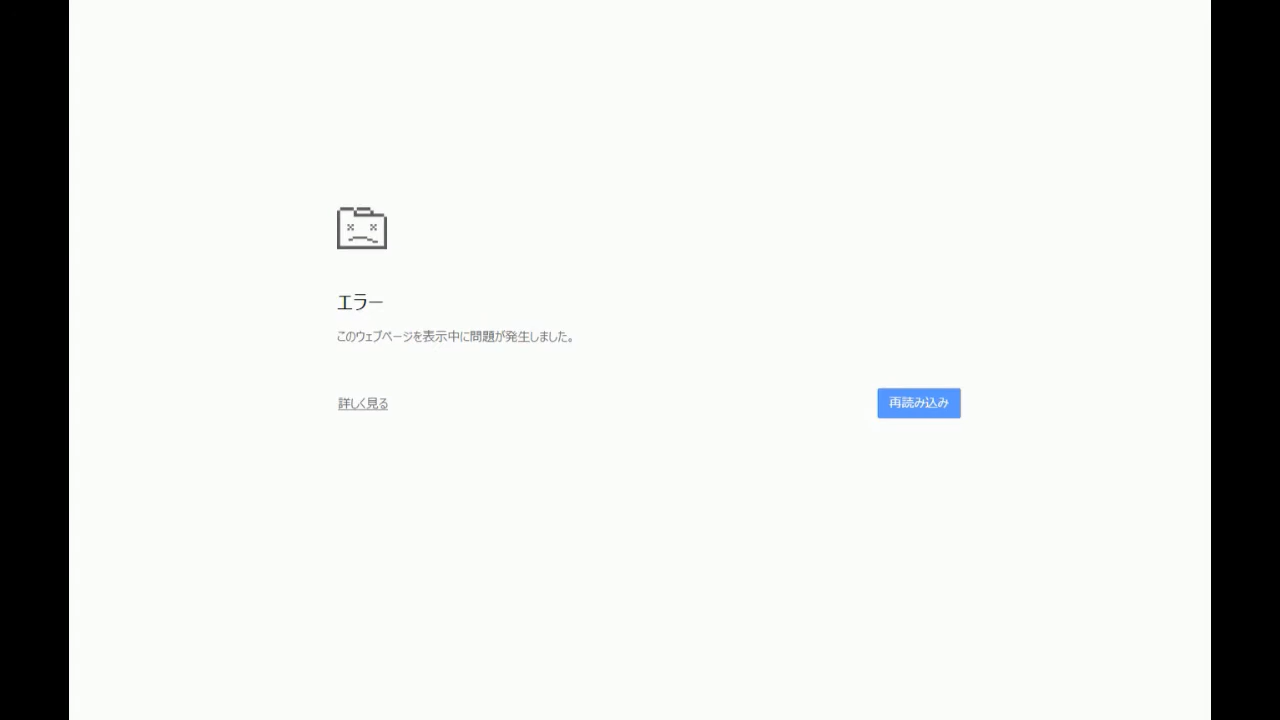 エラー
このウェブページを表示中に問題が発生しました。
詳しく見る
再読み込み